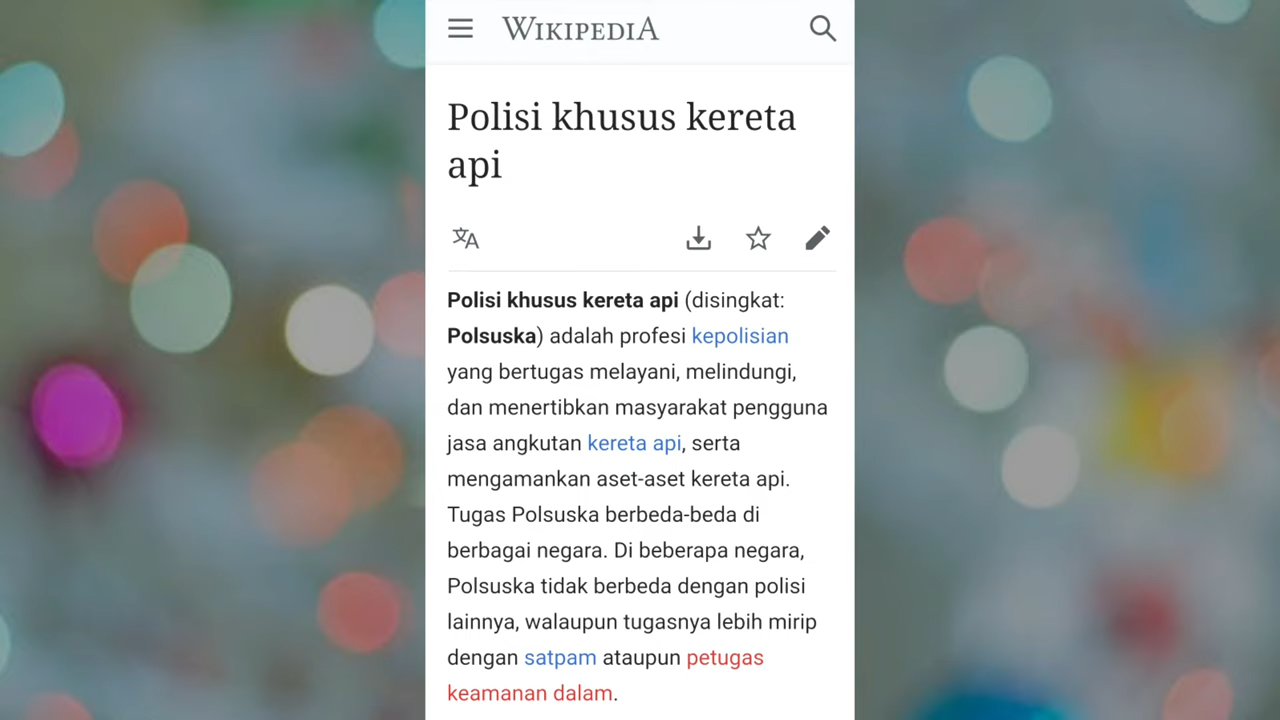 WIKIPEDIA
Polisi khusus kereta
api
Polisi khusus kereta api (disingkat:
Polsuska) adalah profesi kepolisian
yang bertugas melayani, melindungi,
dan menertibkan masyarakat pengguna
jasa angkutan kereta api, serta
mengamankan aset-aset kereta api.
Tugas Polsuska berbeda-beda di
berbagai negara. Di beberapa negara,
Polsuska tidak berbeda dengan polisi
lainnya, walaupun tugasnya lebih mirip
dengan satpam ataupun petugas
keamanan dalam.